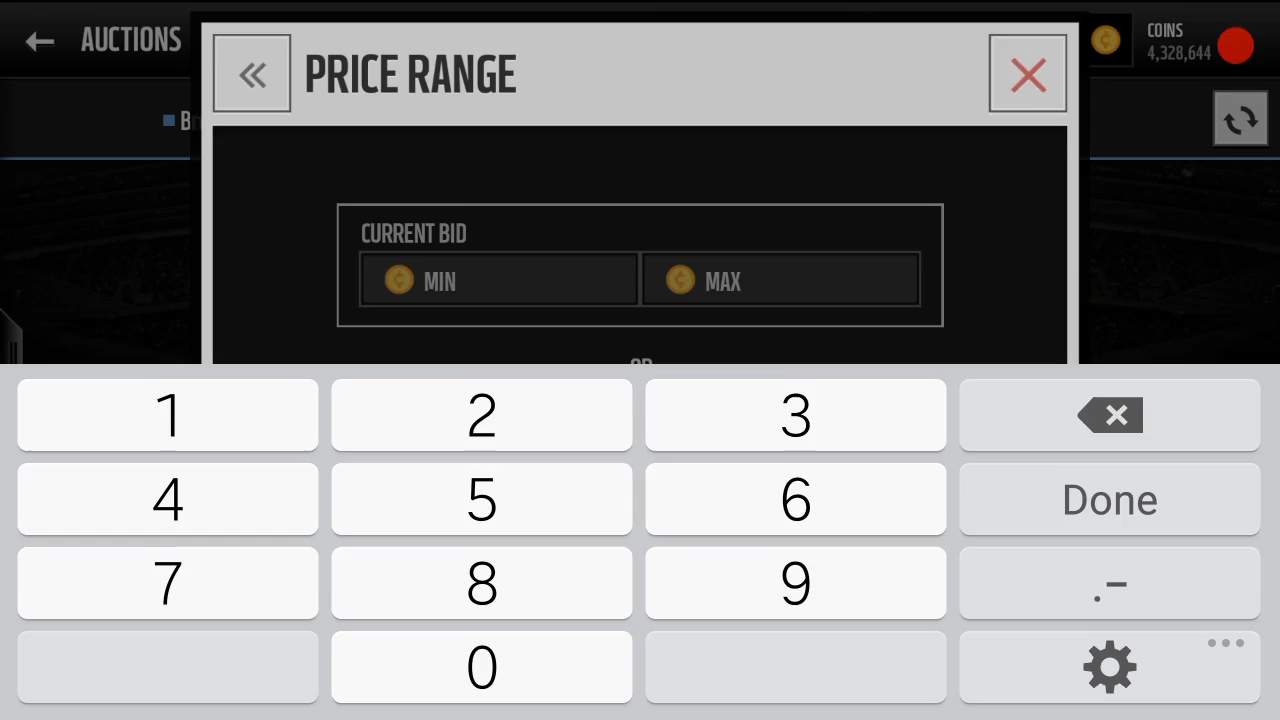 AUCTIONS
PRICE RANGE
COINS
4,328,644
CURRENT BID
MIN
MAX
1
2
3
4
5
6
Done
7
8
9
.-
0